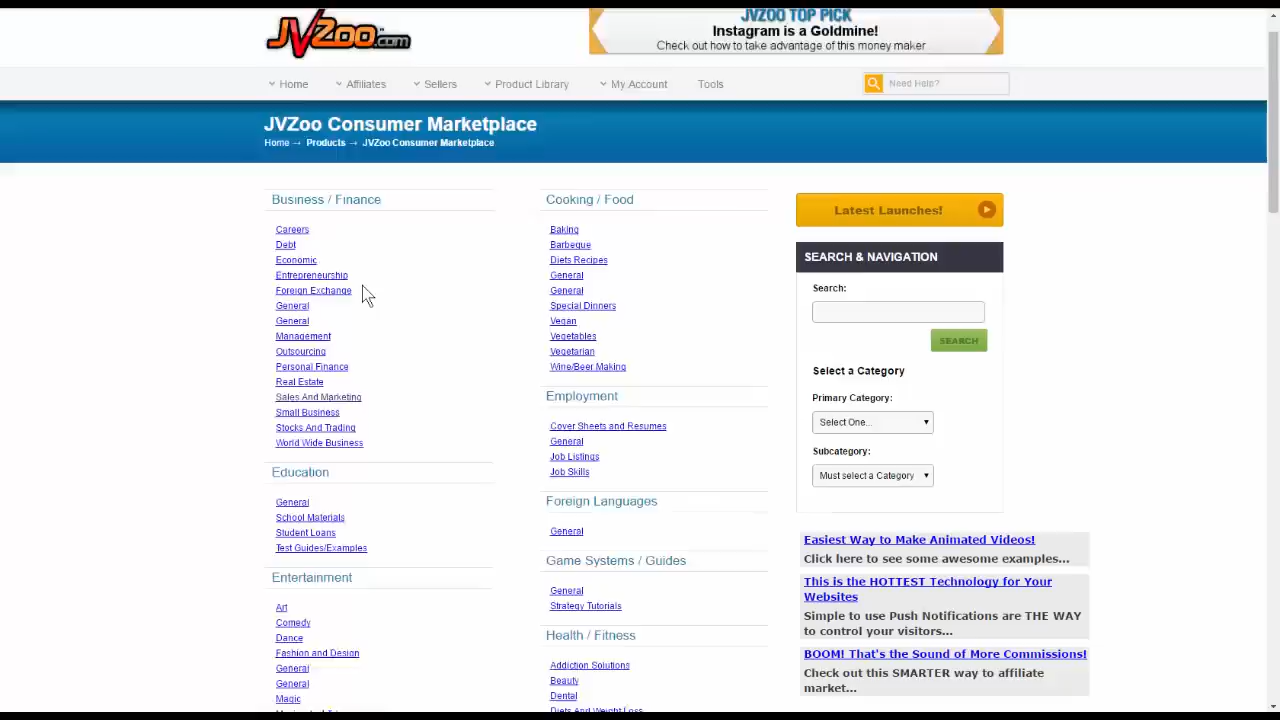 JVZoo.com
JVZOO TOP PICK
Instagram is a Goldmine!
Check out how to take advantage of this money maker
Home
Affiliates
Sellers
Product Library
My Account
Tools
Need Help?
JVZoo Consumer Marketplace
Home → Products → JVZoo Consumer Marketplace
Business / Finance
Careers
Debt
Economic
Entrepreneurship
Foreign Exchange
General
General
Management
Outsourcing
Personal Finance
Real Estate
Sales And Marketing
Small Business
Stocks And Trading
World Wide Business
Education
General
School Materials
Student Loans
Test Guides/Examples
Entertainment
Art
Comedy
Dance
Fashion and Design
General
General
Magic
Cooking / Food
Baking
Barbeque
Diets Recipes
General
General
Special Dinners
Vegan
Vegetables
Vegetarian
Wine/Beer Making
Employment
Cover Sheets and Resumes
General
Job Listings
Job Skills
Foreign Languages
General
Game Systems / Guides
General
Strategy Tutorials
Health / Fitness
Addiction Solutions
Beauty
Dental
Diets And Weight Loss
Latest Launches!
SEARCH & NAVIGATION
Search:
SEARCH
Select a Category
Primary Category:
Select One...
Subcategory:
Must select a Category
Easiest Way to Make Animated Videos!
Click here to see some awesome examples...
This is the HOTTEST Technology for Your
Websites
Simple to use Push Notifications are THE WAY
to control your visitors...
BOOM! That's the Sound of More Commissions!
Check out this SMARTER way to affiliate
market...